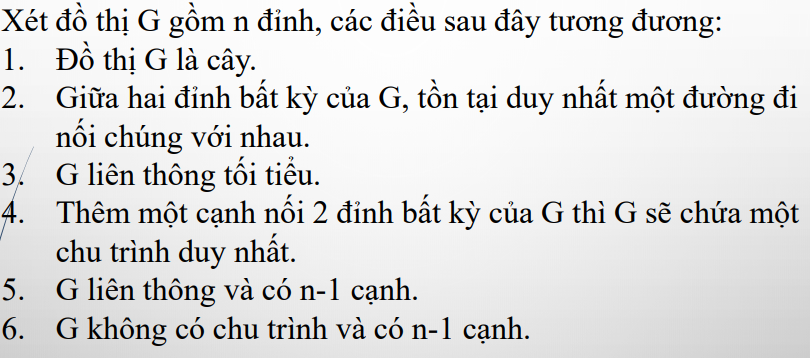 Xét đồ thị G gồm n đỉnh, các điều sau đây tương đương:
1. Đồ thị G là cây.
2. Giữa hai đỉnh bất kỳ của G, tồn tại duy nhất một đường đi
nối chúng với nhau.
3. G liên thông tối tiểu.
4. Thêm một cạnh nối 2 đỉnh bất kỳ của G thì G sẽ chứa một
chu trình duy nhất.
5. G liên thông và có n-1 cạnh.
6. G không có chu trình và có n-1 cạnh.